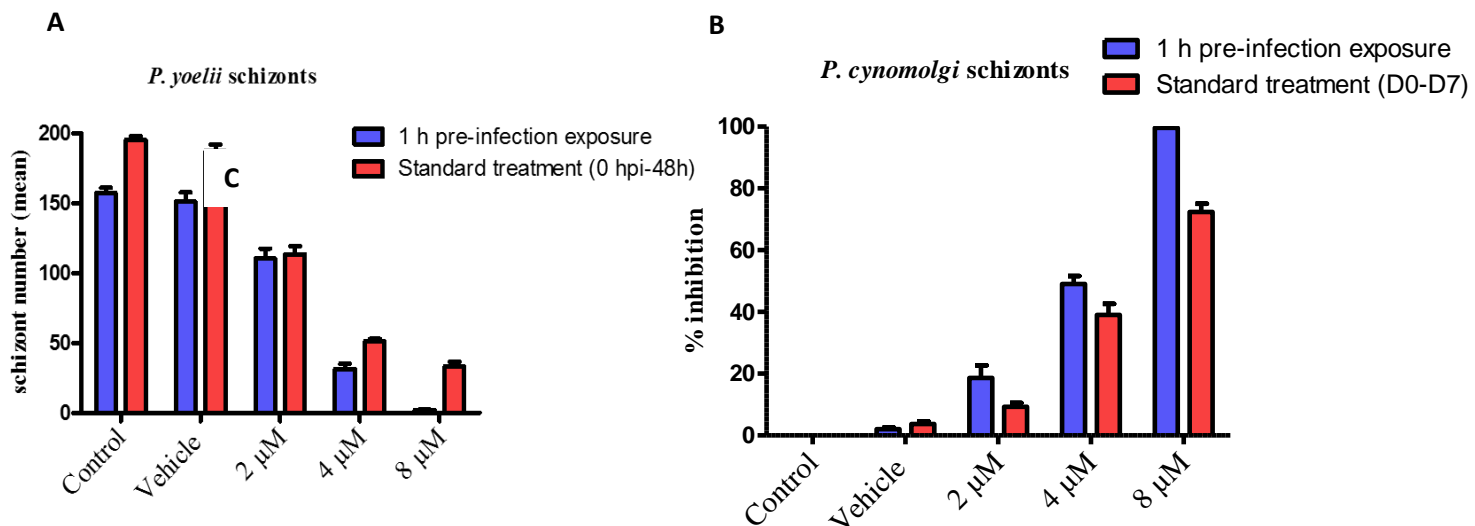 A
P. yoelii schizonts
1 h pre-infection exposure
Standard treatment (0 hpi-48h)
schizont number (mean)
200
150
100
50
0
C
Control
Vehicle
2 µM
4 µM
8 µM
B
P. cynomolgi schizonts
1 h pre-infection exposure
Standard treatment (D0-D7)
% inhibition
100
80
60
40
20
0
Control
Vehicle
2 µM
4 µM
8 µM